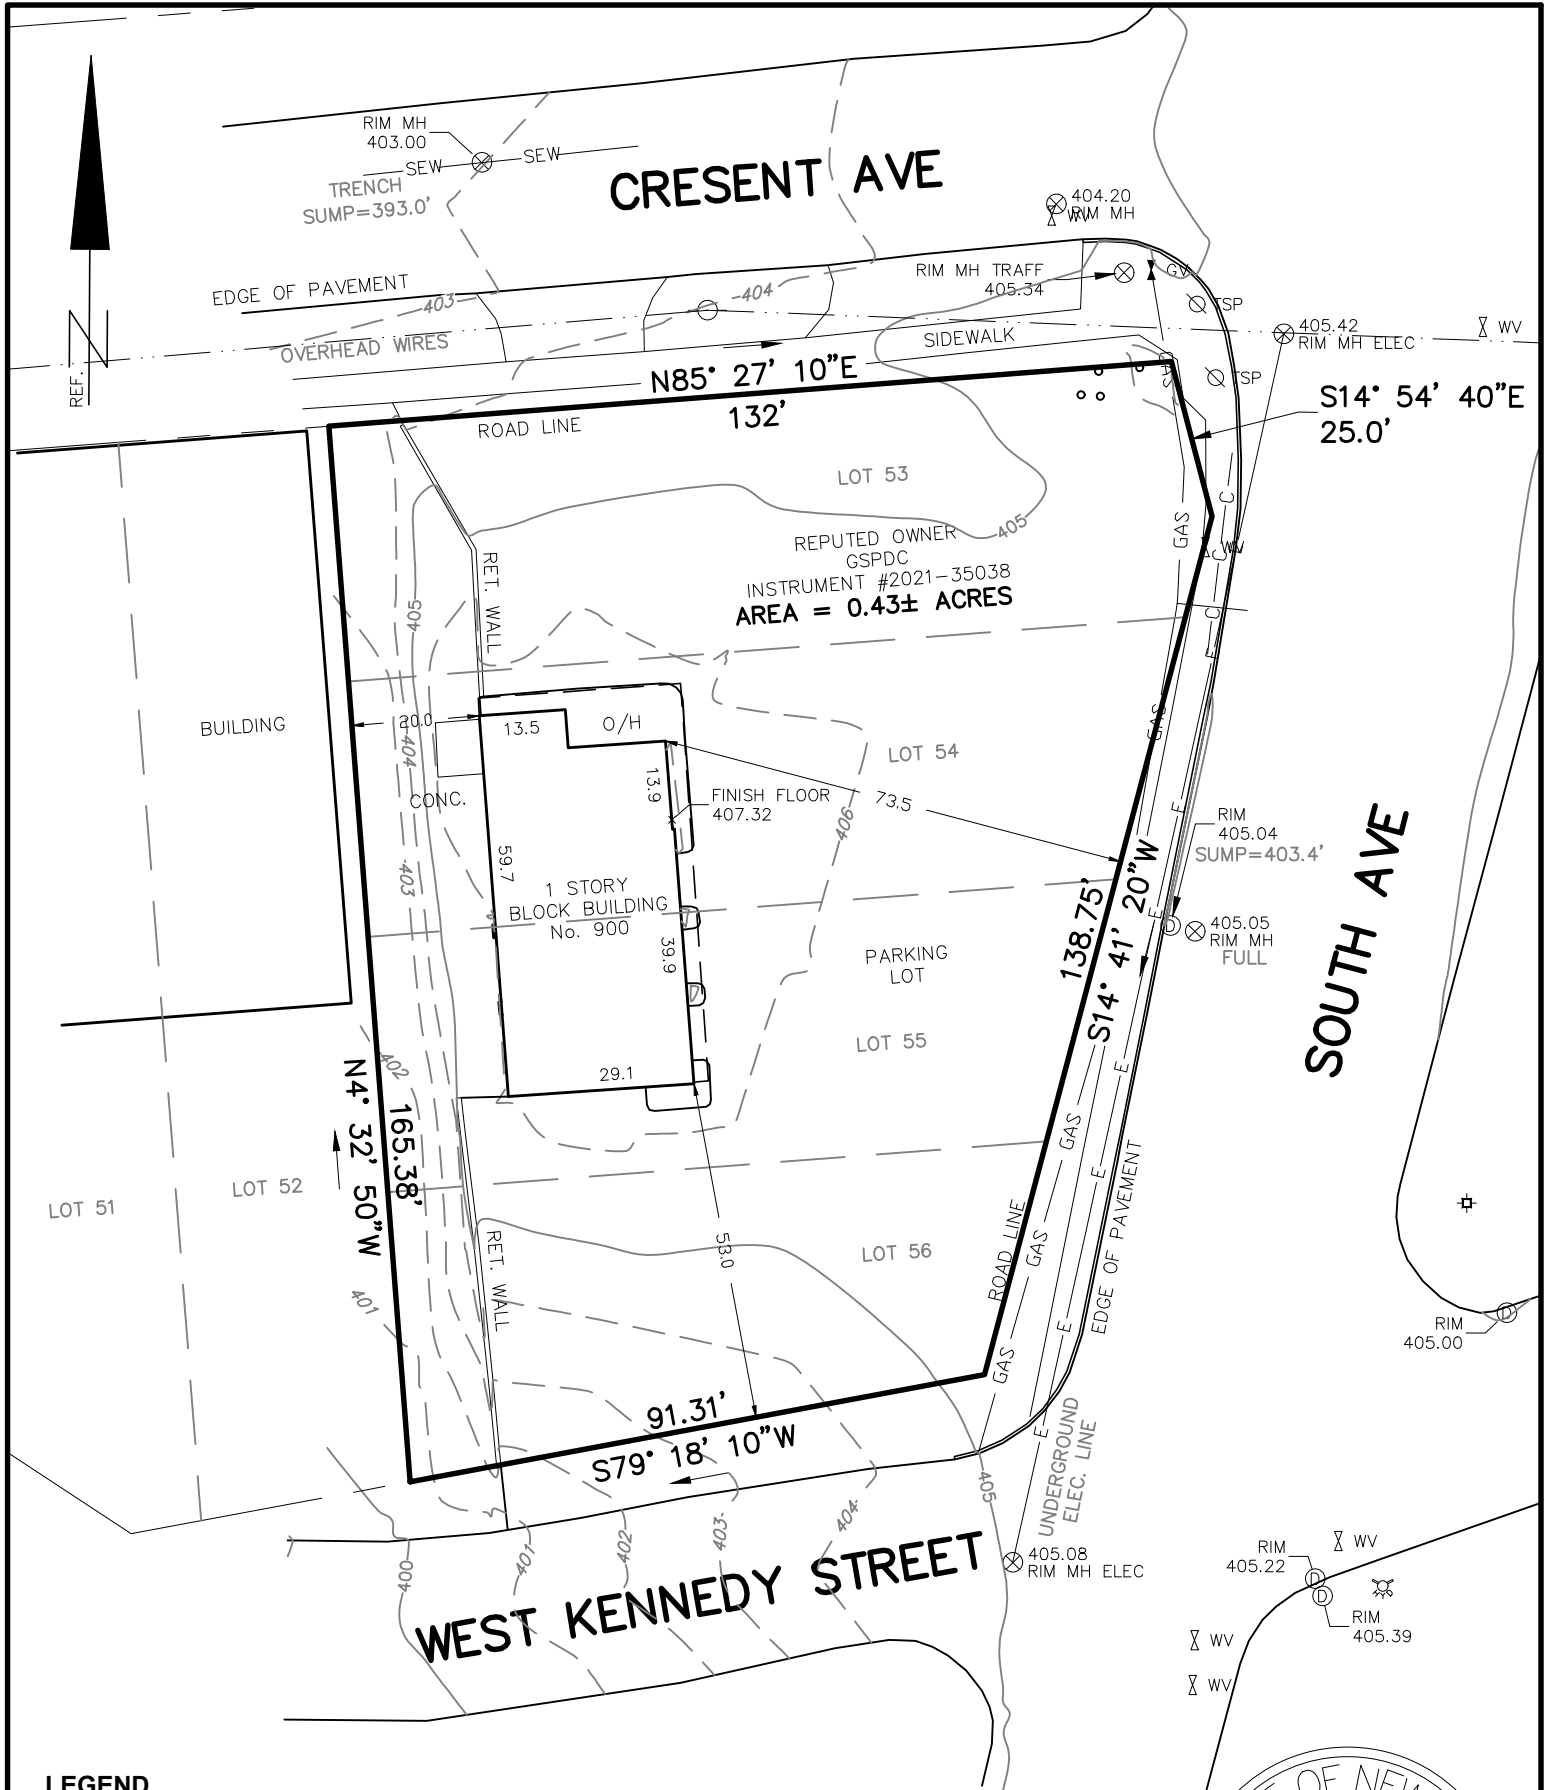 RIM MH
403.00
SEW
SEW
TRENCH
SUMP=393.0'
CRESENT AVE
404.20
RIM MH
WV
EDGE OF PAVEMENT
403
404
RIM MH TRAFF
405.34
GV
TSP
405.42
RIM MH ELEC
WV
REF.
N
OVERHEAD WIRES
SIDEWALK
N85° 27' 10"E
132'
ROAD LINE
GAS
TSP
S14° 54' 40"E
25.0'
LOT 53
405
REPUTED OWNER
GSPDC
INSTRUMENT #2021-35038
AREA = 0.43± ACRES
GAS
C
C
WV
C
E
RET. WALL
405
BUILDING
20.0
13.5
O/H
404
CONC.
13.9
FINISH FLOOR
407.32
LOT 54
73.5
406
GAS
E
RIM
405.04
SUMP=403.4'
59.7
403
1 STORY
BLOCK BUILDING
No. 900
39.9
PARKING
LOT
138.75'
S14° 41' 20"W
E
D
405.05
RIM MH
FULL
SOUTH AVE
LOT 55
29.1
402
N4° 32' 50"W
165.38'
E
GAS
LOT 51
LOT 52
E
EDGE OF PAVEMENT
RET. WALL
53.0
LOT 56
ROAD LINE
GAS
401
E
GAS
RIM
405.00
D
91.31'
S79° 18' 10"W
E
UNDERGROUND
ELEC. LINE
405
400
401
402
403
404
WEST KENNEDY STREET
405.08
RIM MH ELEC
RIM
405.22
WV
D
D
RIM
405.39
WV
WV
LEGEND
OF NEW